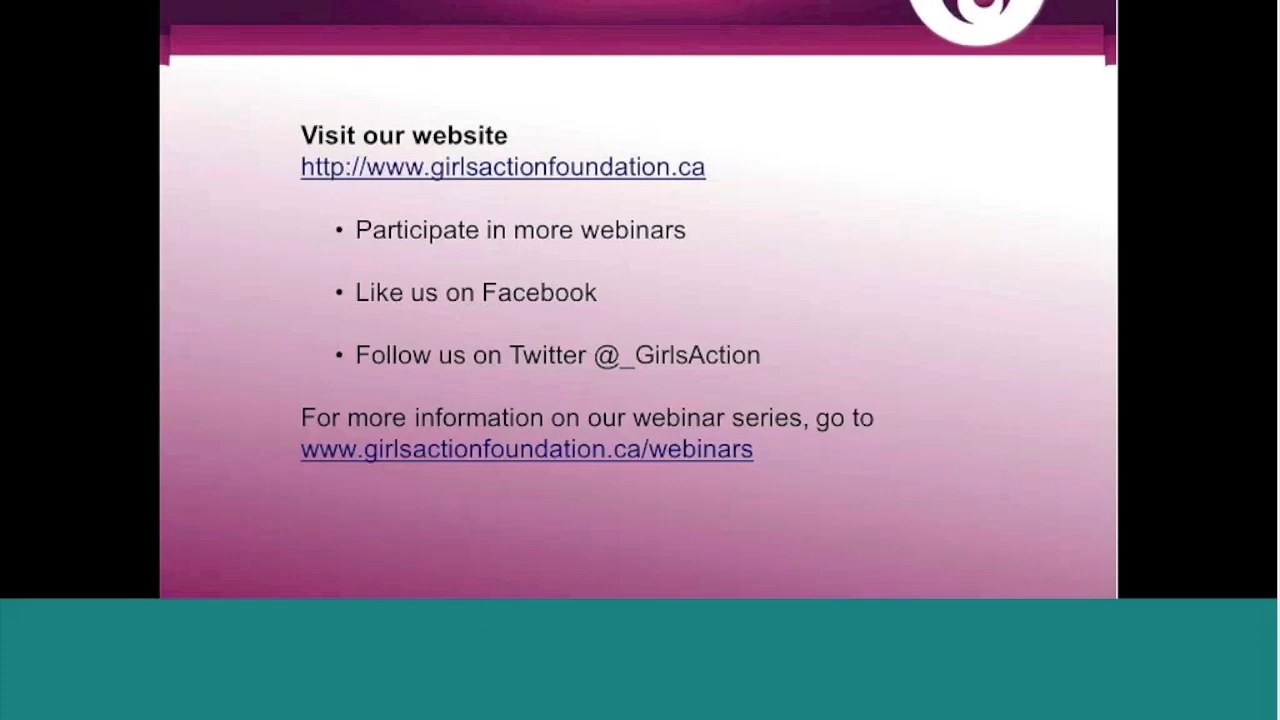 Visit our website
http://www.girlsactionfoundation.ca
• Participate in more webinars
• Like us on Facebook
• Follow us on Twitter @_GirlsAction
For more information on our webinar series, go to
www.girlsactionfoundation.ca/webinars